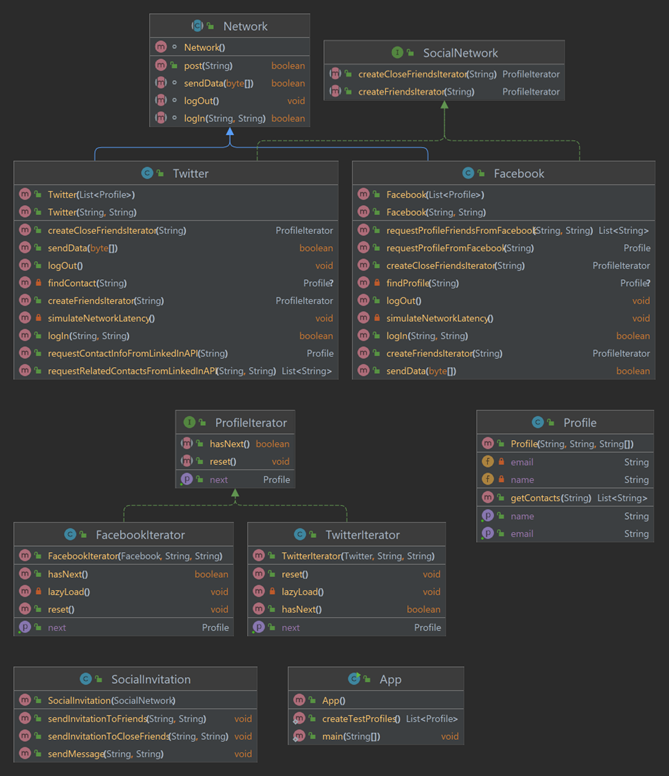 Network
Network()
post(String) boolean
sendData(byte[]) boolean
logOut() void
logIn(String, String) boolean
SocialNetwork
createCloseFriendsIterator(String) ProfileIterator
createFriendsIterator(String) ProfileIterator
Twitter
Twitter(List<Profile>)
Twitter(String, String)
createCloseFriendsIterator(String) ProfileIterator
sendData(byte[]) boolean
logOut() void
findContact(String) Profile?
createFriendsIterator(String) ProfileIterator
simulateNetworkLatency() void
logIn(String, String) boolean
requestContactInfoFromLinkedInAPI(String) Profile
requestRelatedContactsFromLinkedInAPI(String, String) List<String>
Facebook
Facebook(List<Profile>)
Facebook(String, String)
requestProfileFriendsFromFacebook(String, String) List<String>
requestProfileFromFacebook(String) Profile
createCloseFriendsIterator(String) ProfileIterator
findProfile(String) Profile?
logOut() void
simulateNetworkLatency() void
logIn(String, String) boolean
createFriendsIterator(String) ProfileIterator
sendData(byte[]) boolean
ProfileIterator
hasNext() boolean
reset() void
next Profile
Profile
Profile(String, String, String[])
email String
name String
getContacts(String) List<String>
name String
email String
FacebookIterator
FacebookIterator(Facebook, String, String)
hasNext() boolean
lazyLoad() void
reset() void
next Profile
TwitterIterator
TwitterIterator(Twitter, String, String)
reset() void
lazyLoad() void
hasNext() boolean
next Profile
SocialInvitation
SocialInvitation(SocialNetwork)
sendInvitationToFriends(String, String) void
sendInvitationToCloseFriends(String, String) void
sendMessage(String, String) void
App
App()
createTestProfiles() List<Profile>
main(String[]) void